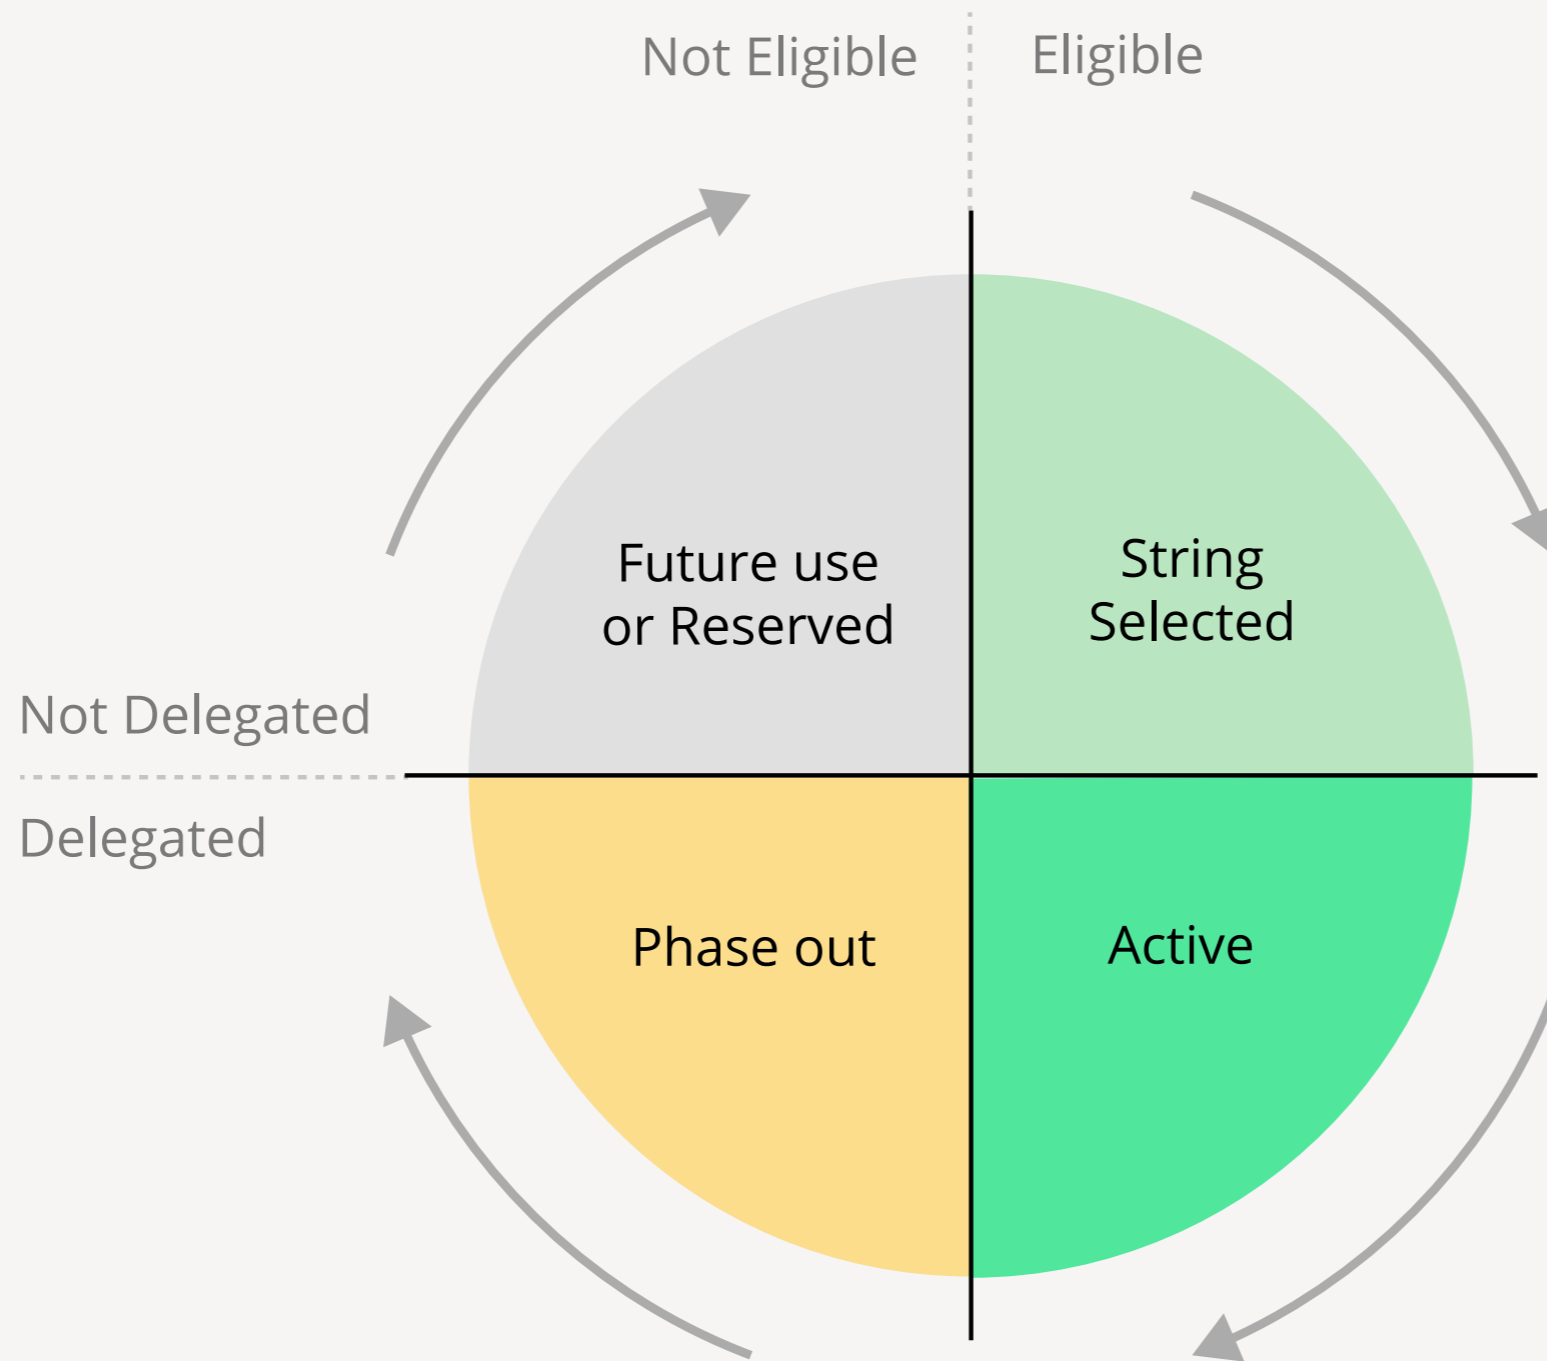 Not Eligible
Eligible
Future use
or Reserved
String
Selected
Not Delegated
Delegated
Phase out
Active